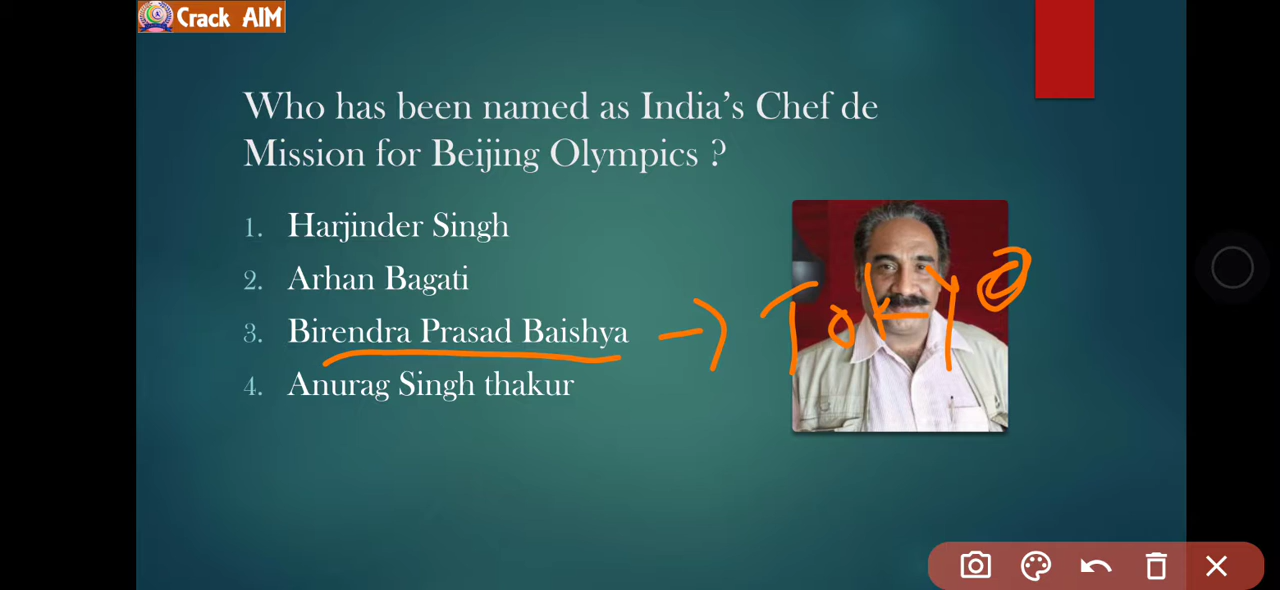 Crack AIM
Who has been named as India's Chef de
Mission for Beijing Olympics ?
1. Harjinder Singh
2. Arhan Bagati
3. Birendra Prasad Baishya → Tokyo
4. Anurag Singh thakur